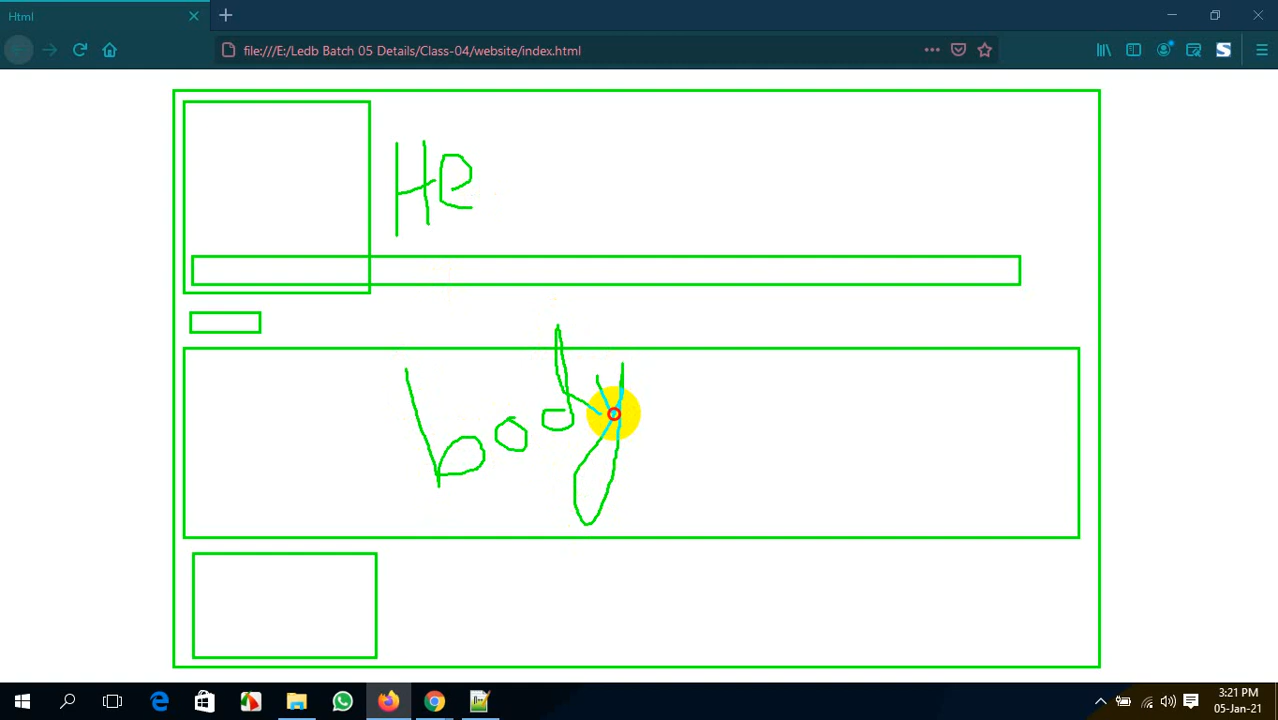 Html
file:///E:/Ledb Batch 05 Details/Class-04/website/index.html
He
body
3:21 PM
05-Jan-21